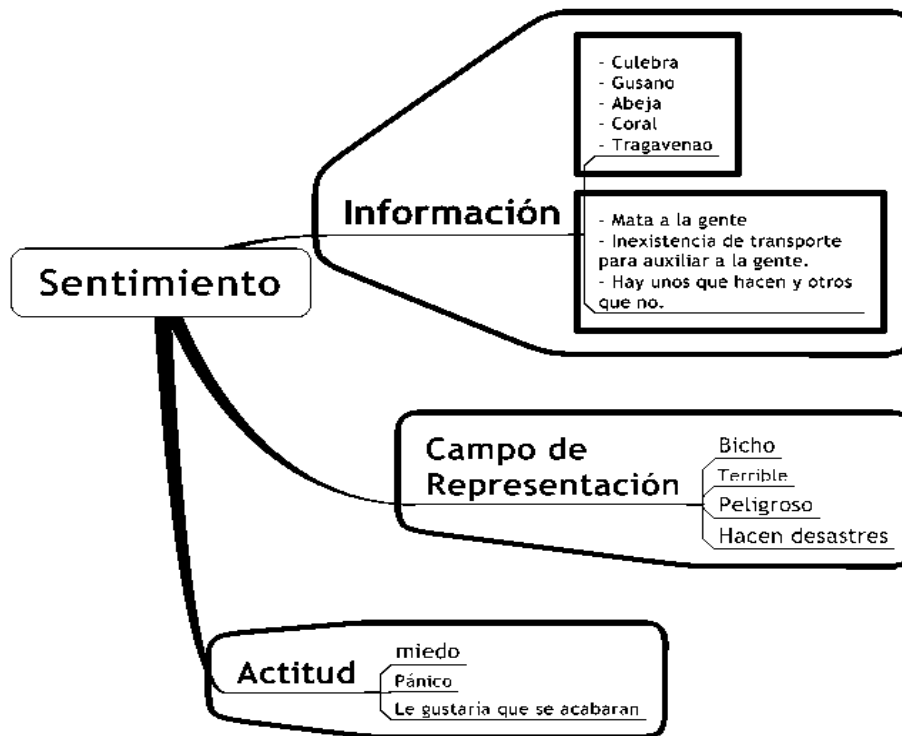 Sentimiento
Información
- Culebra
- Gusano
- Abeja
- Coral
- Tragavenao
- Mata a la gente
- Inexistencia de transporte
para auxiliar a la gente.
- Hay unos que hacen y otros
que no.
Campo de
Representación
Bicho
Terrible
Peligroso
Hacen desastres
Actitud
miedo
Pánico
Le gustaria que se acabaran